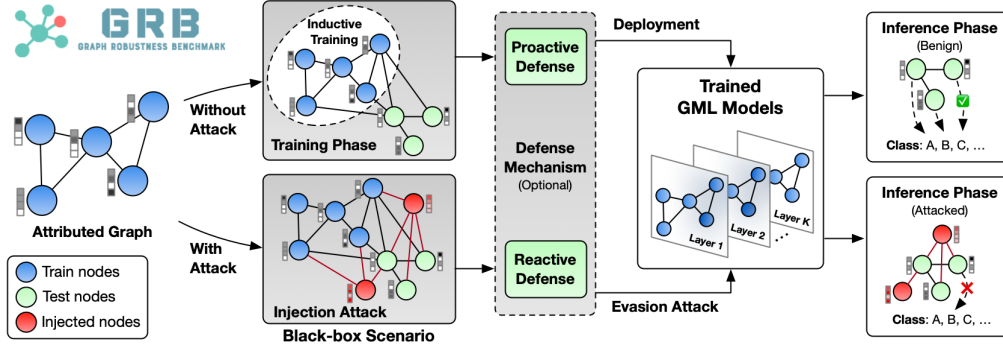 GRB
GRAPH ROBUSTNESS BENCHMARK
Attributed Graph
Train nodes
Test nodes
Injected nodes
Without
Attack
With
Attack
Inductive
Training
Training Phase
Injection Attack
Black-box Scenario
Proactive
Defense
Defense
Mechanism
(Optional)
Reactive
Defense
Deployment
Evasion Attack
Trained
GML Models
Layer 1
Layer 2
...
Layer K
Inference Phase
(Benign)
Class: A, B, C, ...
Inference Phase
(Attacked)
Class: A, B, C, ...